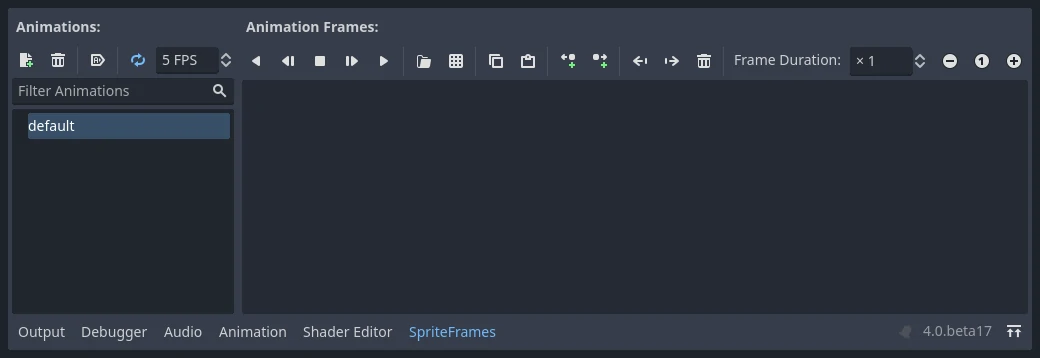 Animations: Animation Frames:
5 FPS Frame Duration: × 1 1
Filter Animations
default
Output Debugger Audio Animation Shader Editor SpriteFrames 4.0.beta17